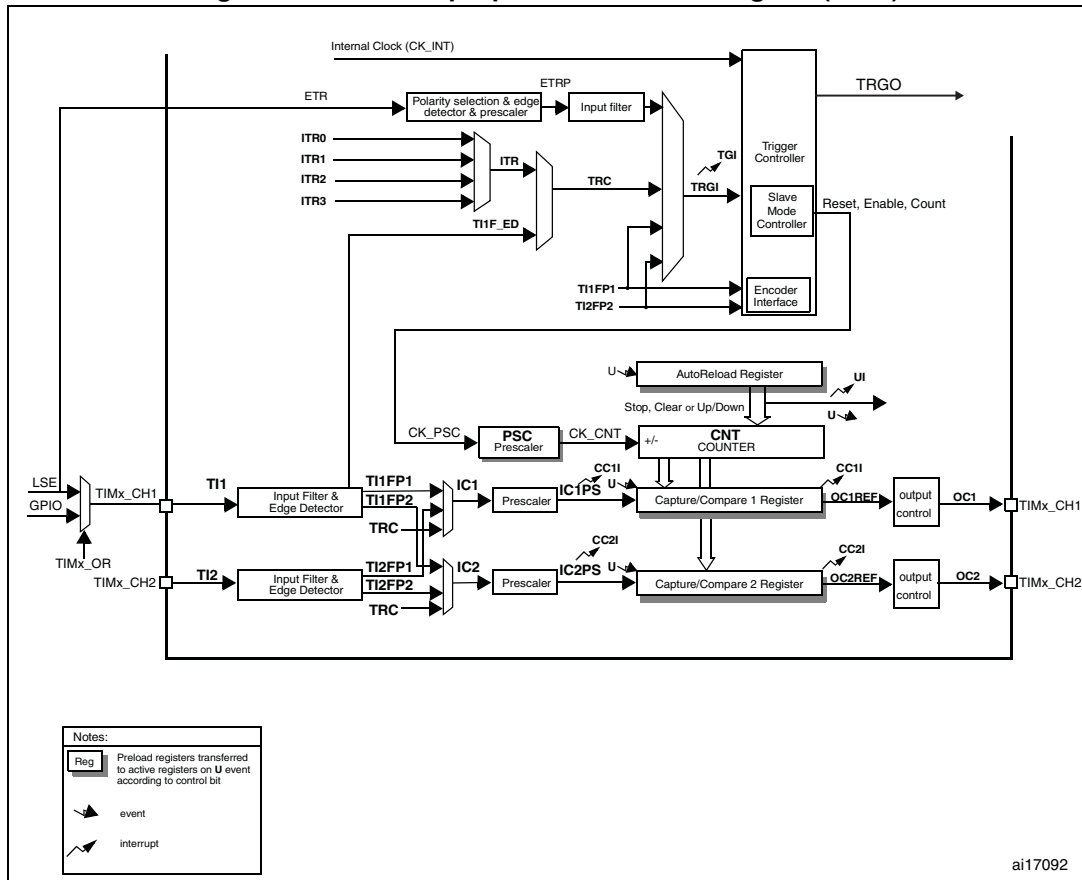 Internal Clock (CK_INT)
TRGO
ETR
ETRP
Polarity selection & edge
detector & prescaler
Input filter
ITR0
ITR1
ITR2
ITR3
ITR
TRC
TI1F_ED
TGI
TRGI
Trigger
Controller
Slave
Mode
Controller
Reset, Enable, Count
TI1FP1
TI2FP2
Encoder
Interface
U
AutoReload Register
UI
Stop, Clear or Up/Down
U
CK_PSC
PSC
Prescaler
CK_CNT
+/-
CNT
COUNTER
LSE
GPIO
TIMx_CH1
TIMx_OR
TI1
Input Filter &
Edge Detector
TI1FP1
TI1FP2
TRC
IC1
Prescaler
IC1PS
CC1I
U
Capture/Compare 1 Register
CC1I
OC1REF
output
control
OC1
TIMx_CH1
TIMx_CH2
TI2
Input Filter &
Edge Detector
TI2FP1
TI2FP2
TRC
IC2
Prescaler
IC2PS
CC2I
U
Capture/Compare 2 Register
CC2I
OC2REF
output
control
OC2
TIMx_CH2
Notes:
Reg
Preload registers transferred
to active registers on U event
according to control bit
event
interrupt
ai17092